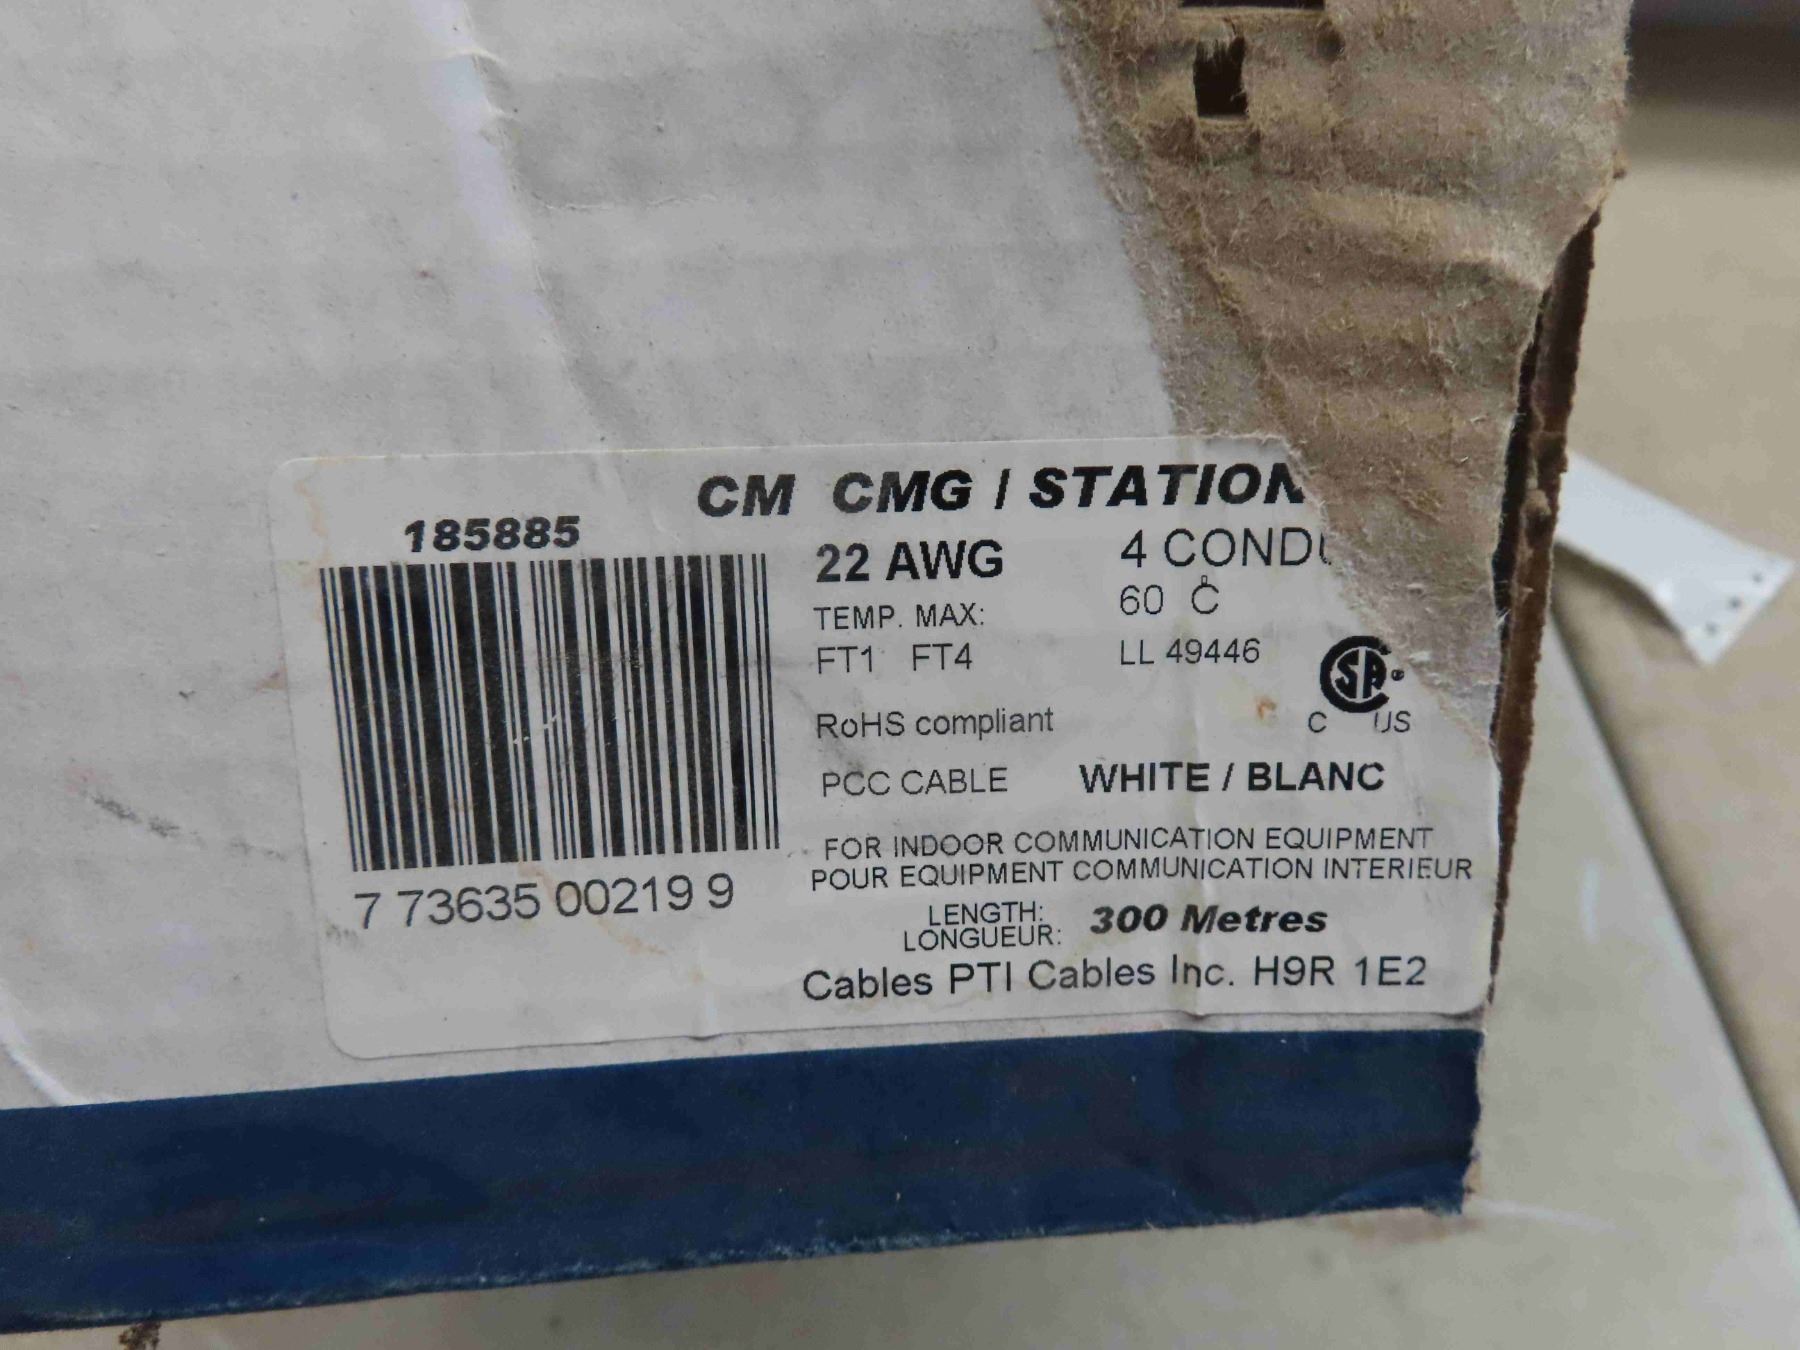 CM CMG / STATION
185885
22 AWG 4 COND
TEMP. MAX: 60 °C
FT1 FT4 LL 49446
CSA ®
C US
RoHS compliant
PCC CABLE WHITE / BLANC
FOR INDOOR COMMUNICATION EQUIPMENT
POUR EQUIPMENT COMMUNICATION INTERIEUR
7 73635 00219 9
LENGTH: 300 Metres
LONGUEUR:
Cables PTI Cables Inc. H9R 1E2